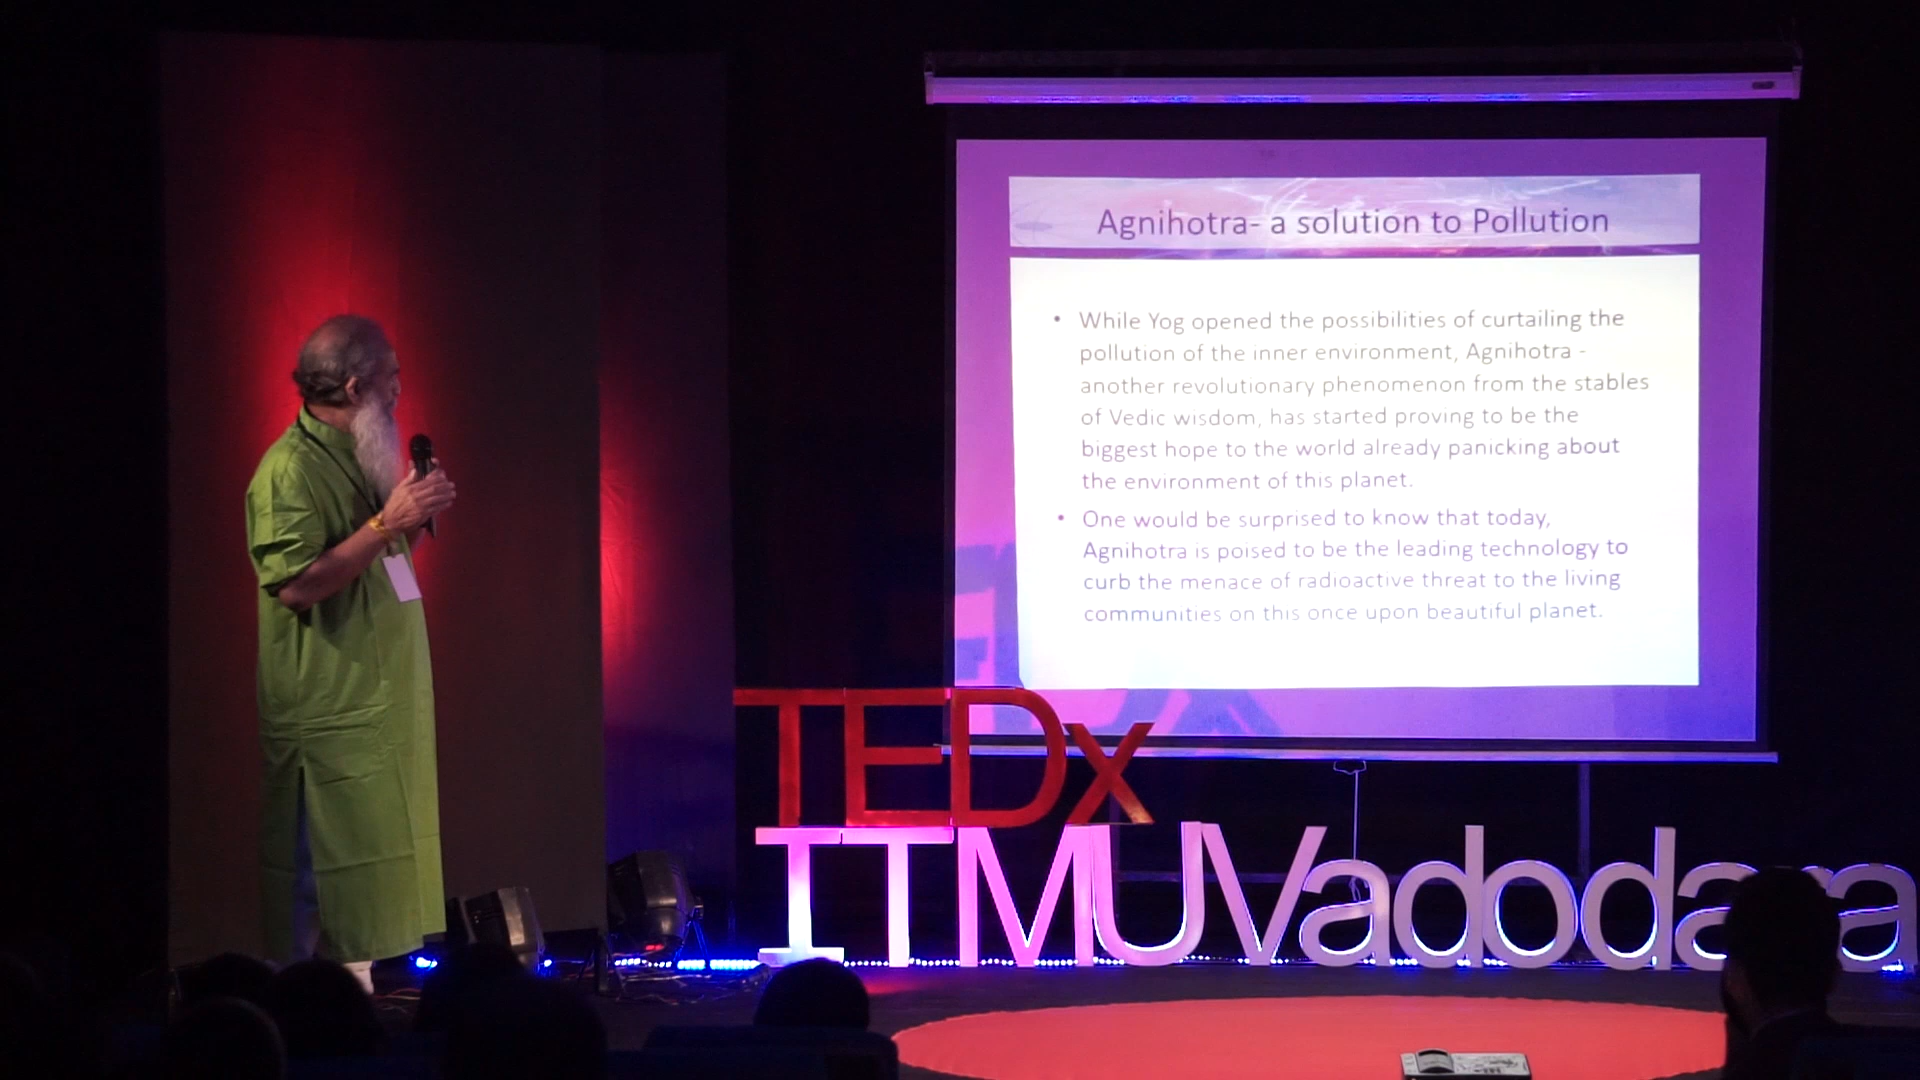 Agnihotra- a solution to Pollution
• While Yog opened the possibilities of curtailing the
pollution of the inner environment, Agnihotra -
another revolutionary phenomenon from the stables
of Vedic wisdom, has started proving to be the
biggest hope to the world already panicking about
the environment of this planet.
• One would be surprised to know that today,
Agnihotra is poised to be the leading technology to
curb the menace of radioactive threat to the living
communities on this once upon beautiful planet.
TEDx
ITMUVadodara